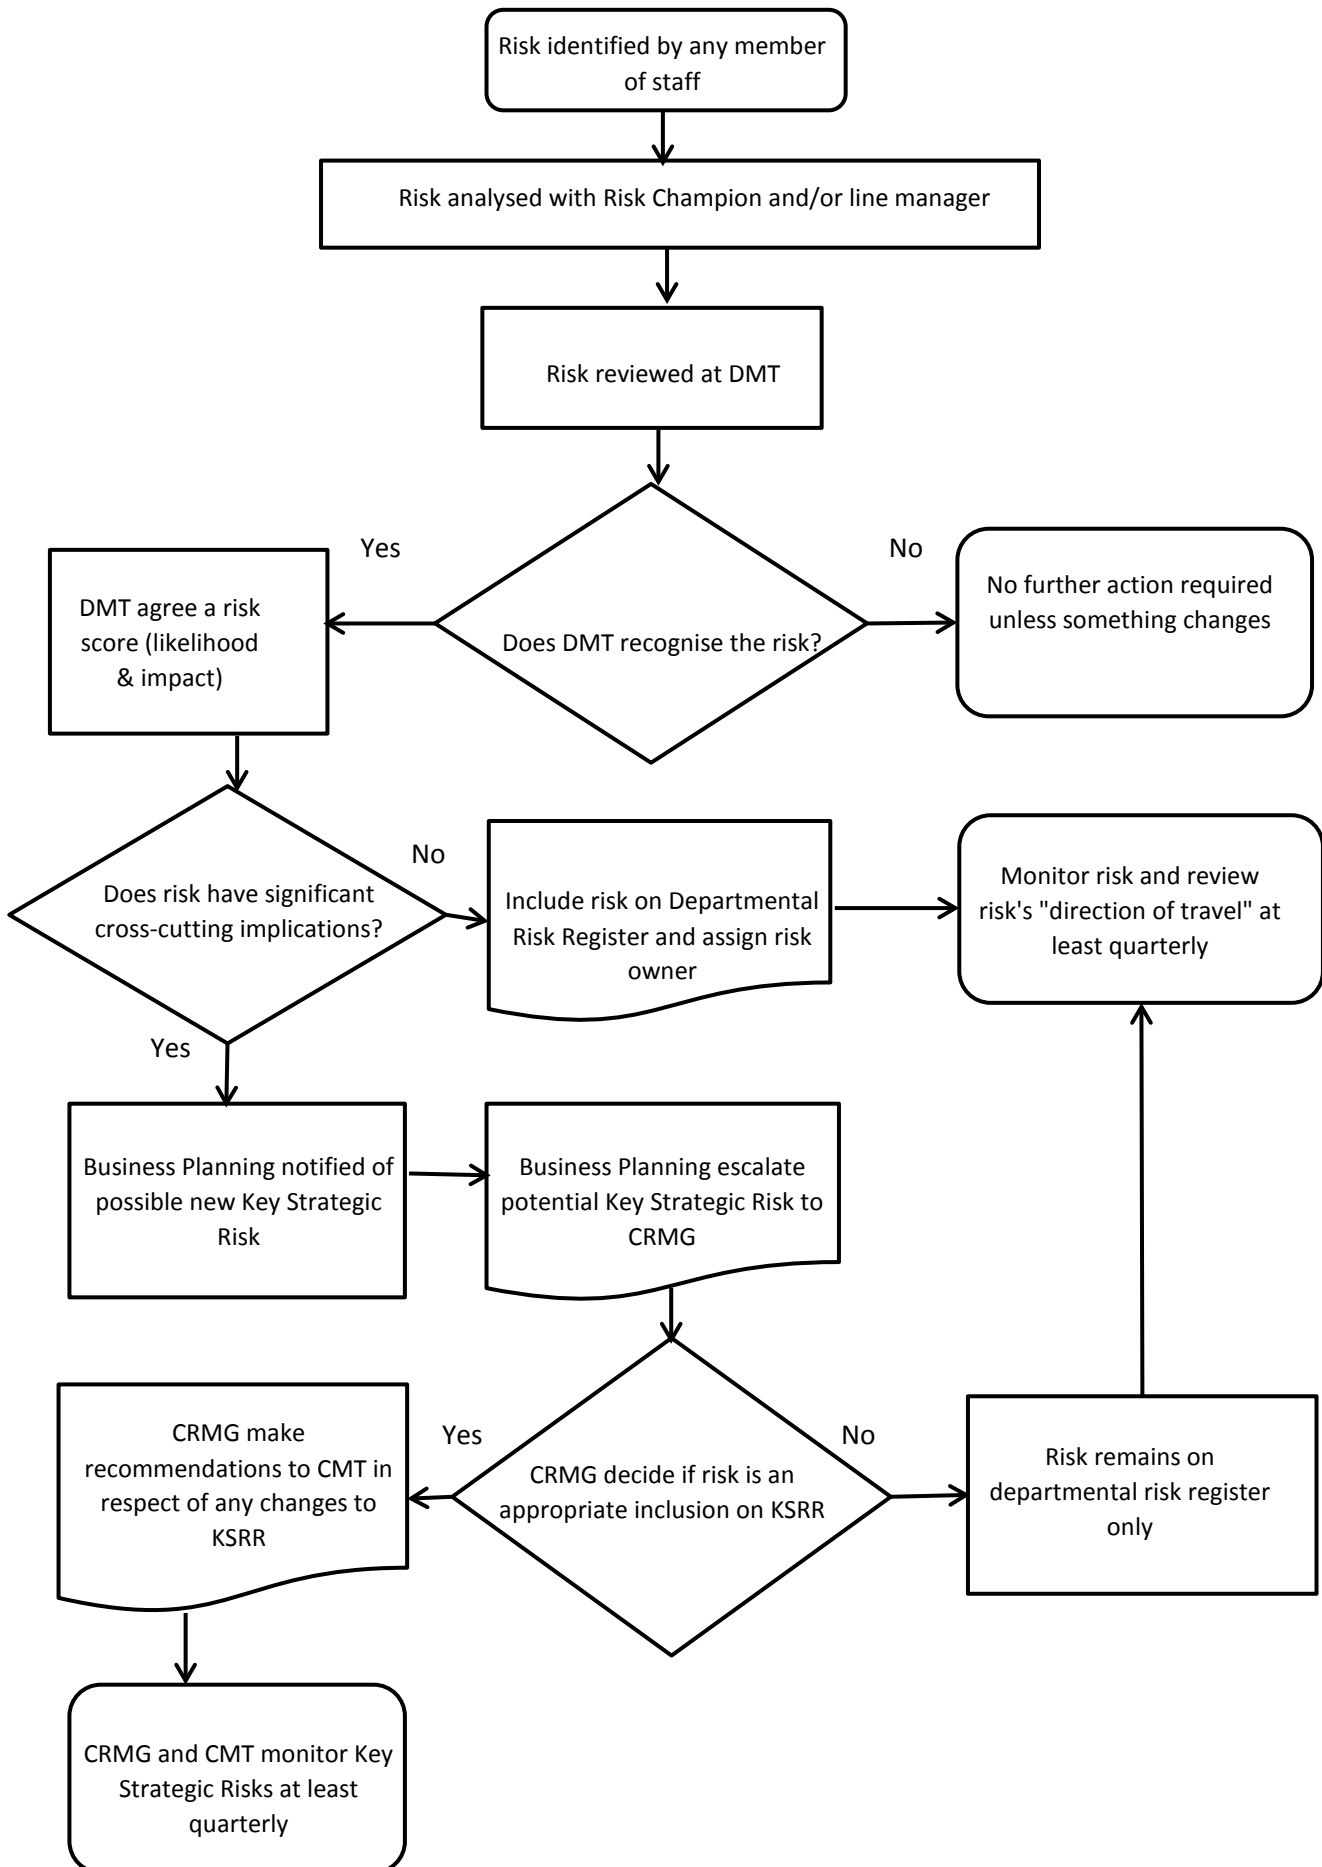 Risk identified by any member
of staff
Risk analysed with Risk Champion and/or line manager
Risk reviewed at DMT
Yes
No
DMT agree a risk
score (likelihood
& impact)
Does DMT recognise the risk?
No further action required
unless something changes
No
Does risk have significant
cross-cutting implications?
Include risk on Departmental
Risk Register and assign risk
owner
Monitor risk and review
risk's "direction of travel" at
least quarterly
Yes
Business Planning notified of
possible new Key Strategic
Risk
Business Planning escalate
potential Key Strategic Risk to
CRMG
CRMG make
recommendations to CMT in
respect of any changes to
KSRR
Yes
CRMG decide if risk is an
appropriate inclusion on KSRR
No
Risk remains on
departmental risk register
only
CRMG and CMT monitor Key
Strategic Risks at least
quarterly